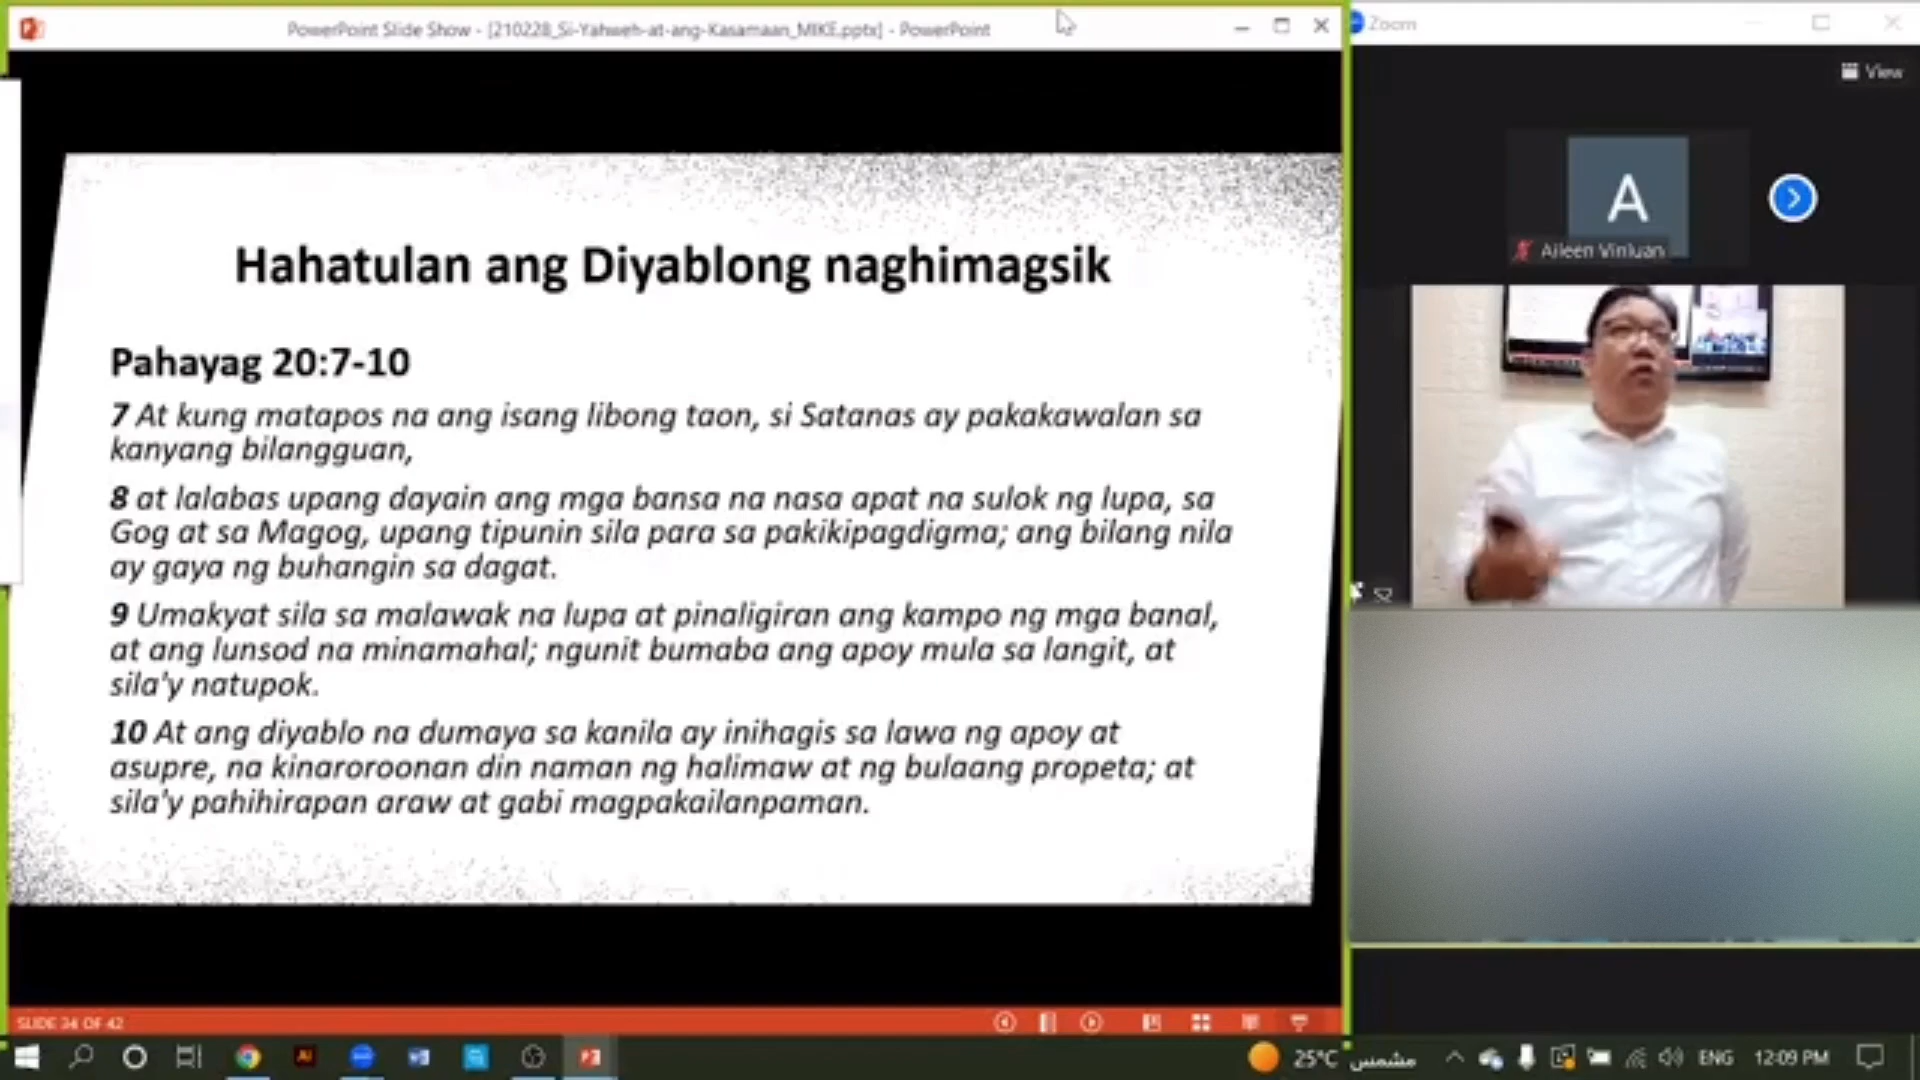 PowerPoint Slide Show - [210228_Si-Yahweh-at-ang-Kasamaan_MIKE.pptx] - PowerPoint
Zoom
View
A
Aileen Vinluan
Hahatulan ang Diyablong naghimagsik
Pahayag 20:7-10
7 At kung matapos na ang isang libong taon, si Satanas ay pakakawalan sa
kanyang bilangguan,
8 at lalabas upang dayain ang mga bansa na nasa apat na sulok ng lupa, sa
Gog at sa Magog, upang tipunin sila para sa pakikipagdigma; ang bilang nila
ay gaya ng buhangin sa dagat.
9 Umakyat sila sa malawak na lupa at pinaligiran ang kampo ng mga banal,
at ang lunsod na minamahal; ngunit bumaba ang apoy mula sa langit, at
sila'y natupok.
10 At ang diyablo na dumaya sa kanila ay inihagis sa lawa ng apoy at
asupre, na kinaroroonan din naman ng halimaw at ng bulaang propeta; at
sila'y pahihirapan araw at gabi magpakailanpaman.
SLIDE 34 OF 42
Ai
25°C مشمس
ENG
12:09 PM